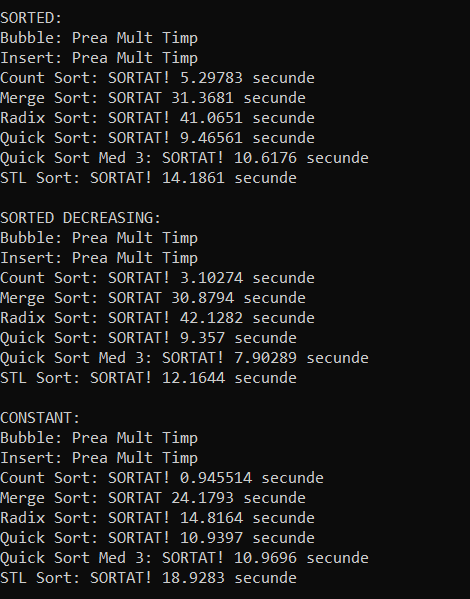 SORTED:
Bubble: Prea Mult Timp
Insert: Prea Mult Timp
Count Sort: SORTAT! 5.29783 secunde
Merge Sort: SORTAT 31.3681 secunde
Radix Sort: SORTAT! 41.0651 secunde
Quick Sort: SORTAT! 9.46561 secunde
Quick Sort Med 3: SORTAT! 10.6176 secunde
STL Sort: SORTAT! 14.1861 secunde
SORTED DECREASING:
Bubble: Prea Mult Timp
Insert: Prea Mult Timp
Count Sort: SORTAT! 3.10274 secunde
Merge Sort: SORTAT 30.8794 secunde
Radix Sort: SORTAT! 42.1282 secunde
Quick Sort: SORTAT! 9.357 secunde
Quick Sort Med 3: SORTAT! 7.90289 secunde
STL Sort: SORTAT! 12.1644 secunde
CONSTANT:
Bubble: Prea Mult Timp
Insert: Prea Mult Timp
Count Sort: SORTAT! 0.945514 secunde
Merge Sort: SORTAT 24.1793 secunde
Radix Sort: SORTAT! 14.8164 secunde
Quick Sort: SORTAT! 10.9397 secunde
Quick Sort Med 3: SORTAT! 10.9696 secunde
STL Sort: SORTAT! 18.9283 secunde